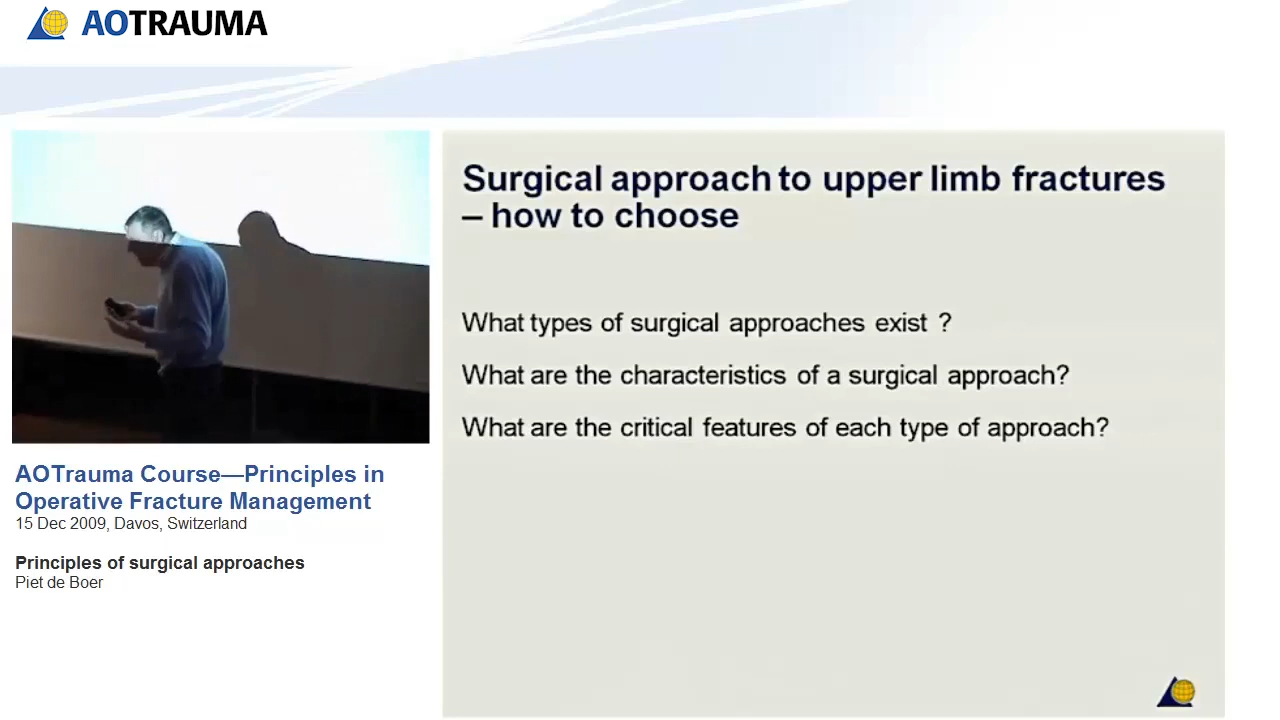 AOTRAUMA
Surgical approach to upper limb fractures
– how to choose
What types of surgical approaches exist ?
What are the characteristics of a surgical approach?
What are the critical features of each type of approach?
AOTrauma Course—Principles in
Operative Fracture Management
15 Dec 2009, Davos, Switzerland
Principles of surgical approaches
Piet de Boer